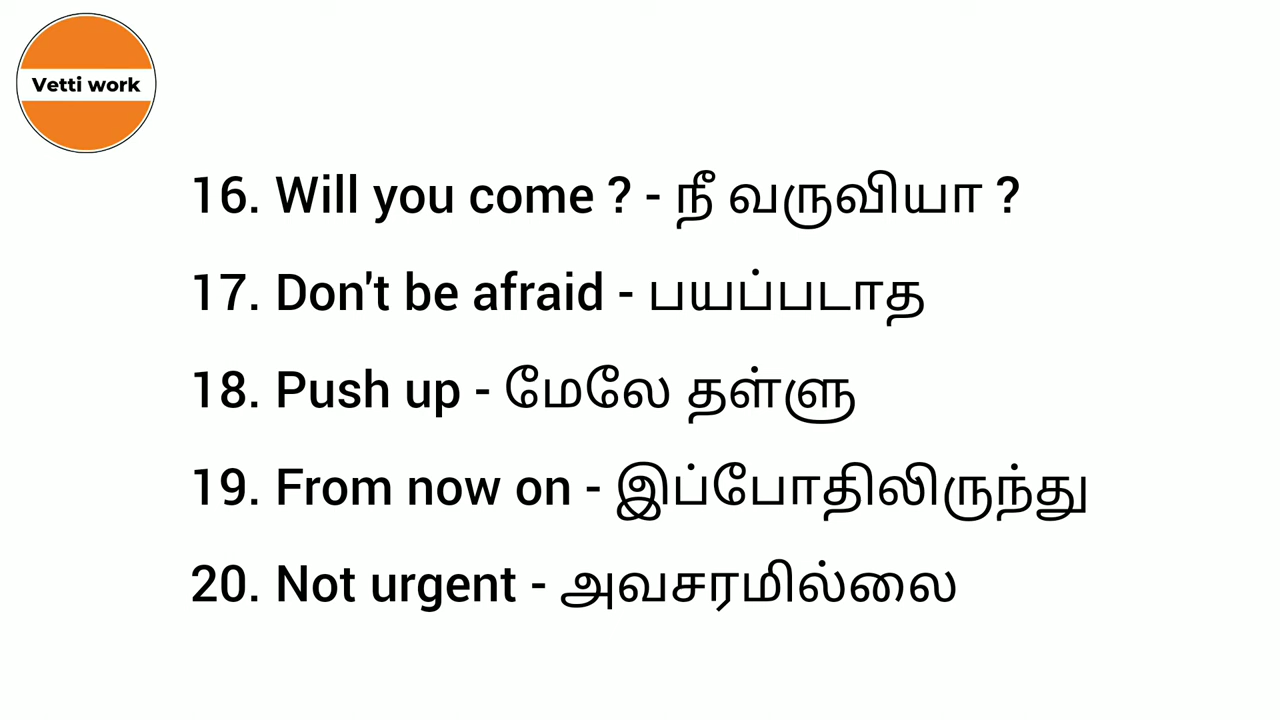 Vetti work
16. Will you come ? - நீ வருவியா ?
17. Don't be afraid - பயப்படாத
18. Push up - மேலே தள்ளு
19. From now on - இப்போதிலிருந்து
20. Not urgent - அவசரமில்லை